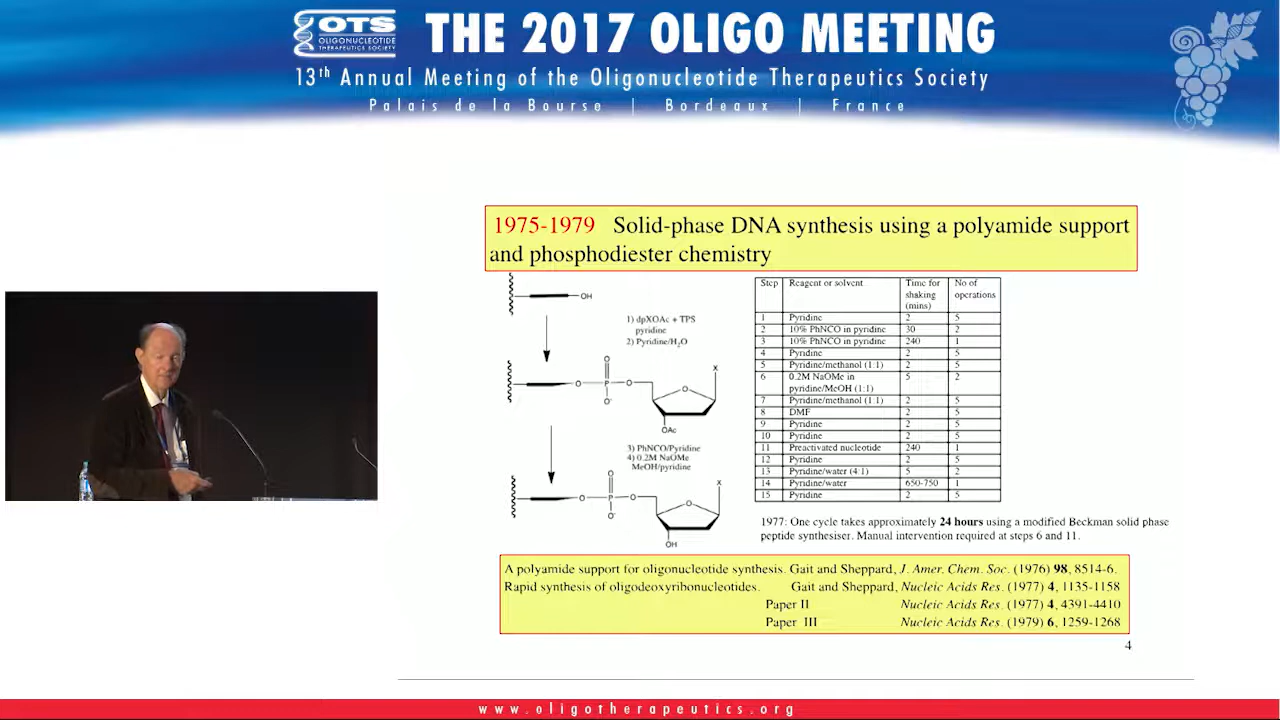 OTS
OLIGONUCLEOTIDE
THERAPEUTICS SOCIETY
THE 2017 OLIGO MEETING
13th Annual Meeting of the Oligonucleotide Therapeutics Society
Palais de la Bourse | Bordeaux | France
1975-1979 Solid-phase DNA synthesis using a polyamide support
and phosphodiester chemistry
OH
1) dpXOAc + TPS
pyridine
2) Pyridine/H2O
O
O P O
O-
O
X
OAc
3) PhNCO/Pyridine
4) 0.2M NaOMe
MeOH/pyridine
O
O P O
O-
O
X
OH
Step Reagent or solvent Time for shaking (mins) No of operations
1 Pyridine 2 5
2 10% PhNCO in pyridine 30 2
3 10% PhNCO in pyridine 240 1
4 Pyridine 2 5
5 Pyridine/methanol (1:1) 2 5
6 0.2M NaOMe in pyridine/MeOH (1:1) 5 2
7 Pyridine/methanol (1:1) 2 5
8 DMF 2 5
9 Pyridine 2 5
10 Pyridine 2 5
11 Preactivated nucleotide 240 1
12 Pyridine 2 5
13 Pyridine/water (4:1) 5 2
14 Pyridine/water 650-750 1
15 Pyridine 2 5
1977: One cycle takes approximately 24 hours using a modified Beckman solid phase
peptide synthesiser. Manual intervention required at steps 6 and 11.
A polyamide support for oligonucleotide synthesis. Gait and Sheppard, J. Amer. Chem. Soc. (1976) 98, 8514-6.
Rapid synthesis of oligodeoxyribonucleotides. Gait and Sheppard, Nucleic Acids Res. (1977) 4, 1135-1158
Paper II Nucleic Acids Res. (1977) 4, 4391-4410
Paper III Nucleic Acids Res. (1979) 6, 1259-1268
4
www.oligotherapeutics.org